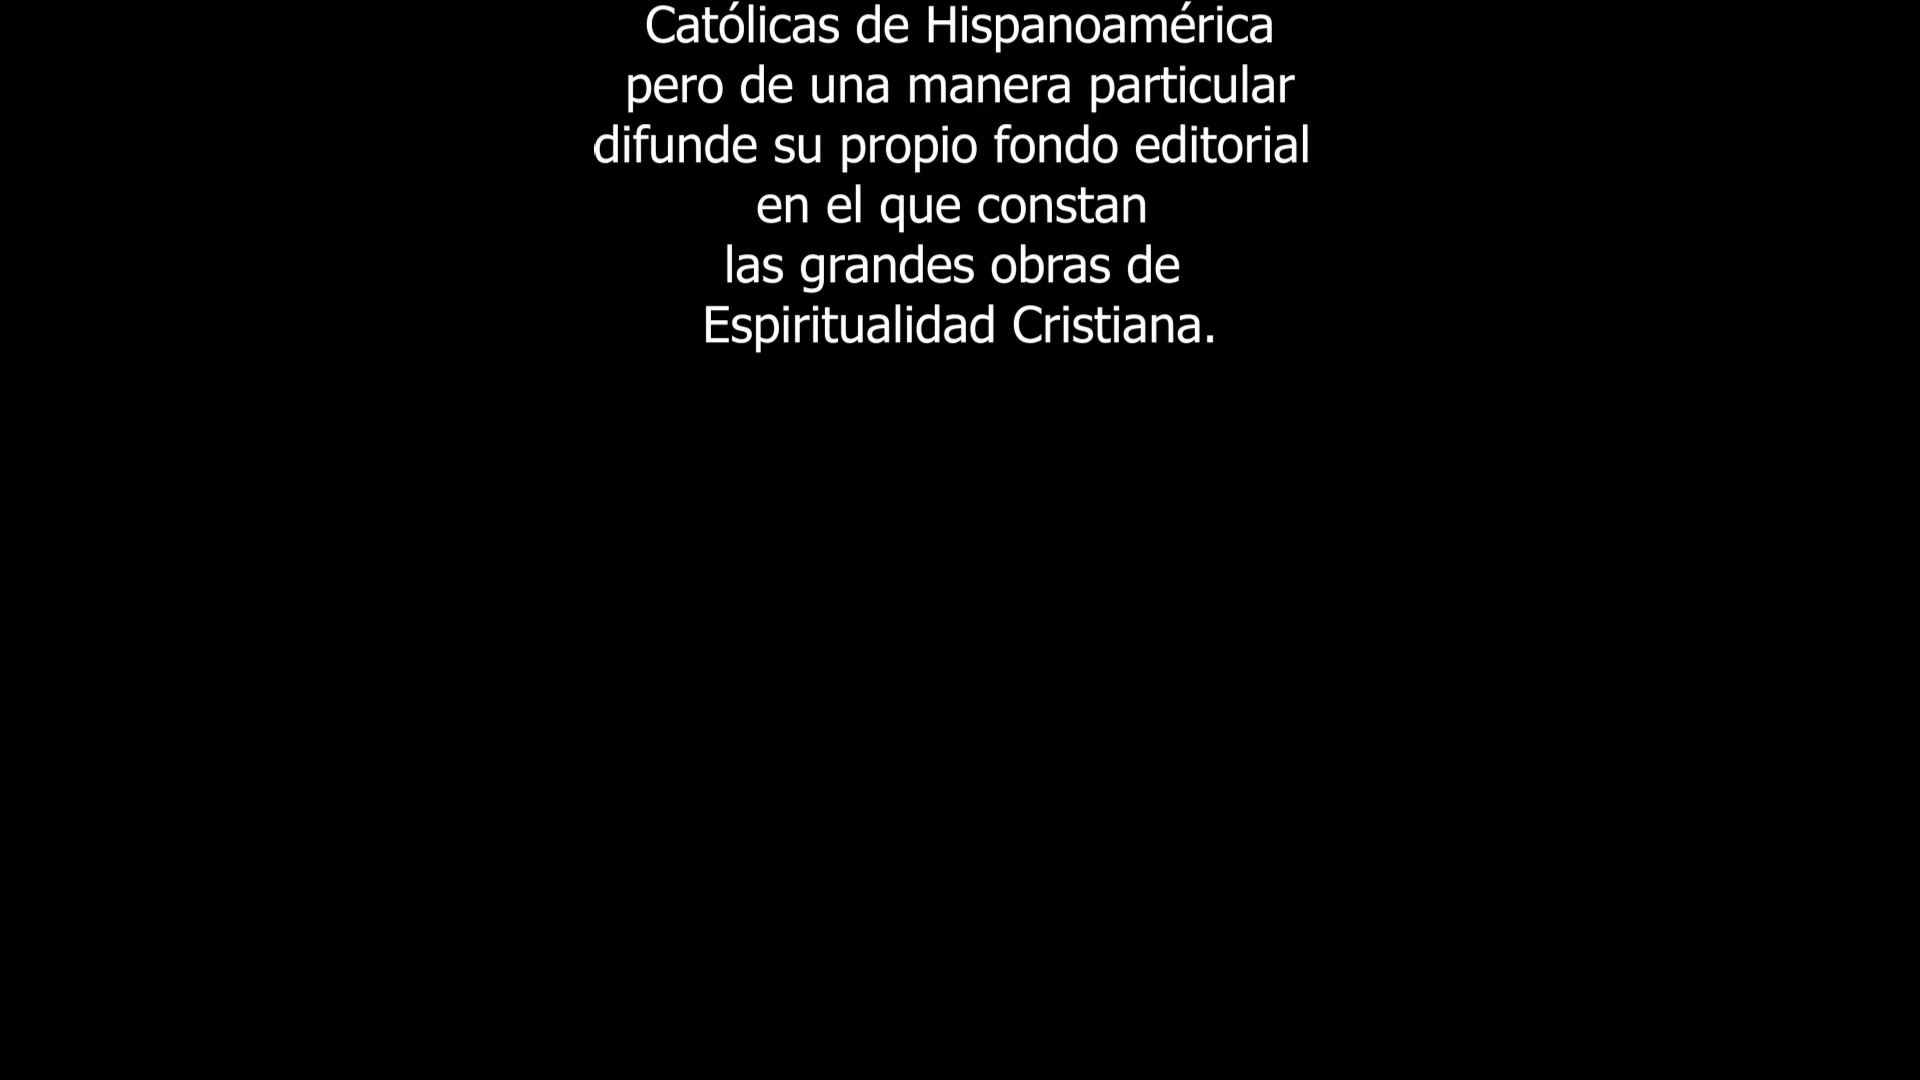 Católicas de Hispanoamérica
pero de una manera particular
difunde su propio fondo editorial
en el que constan
las grandes obras de
Espiritualidad Cristiana.